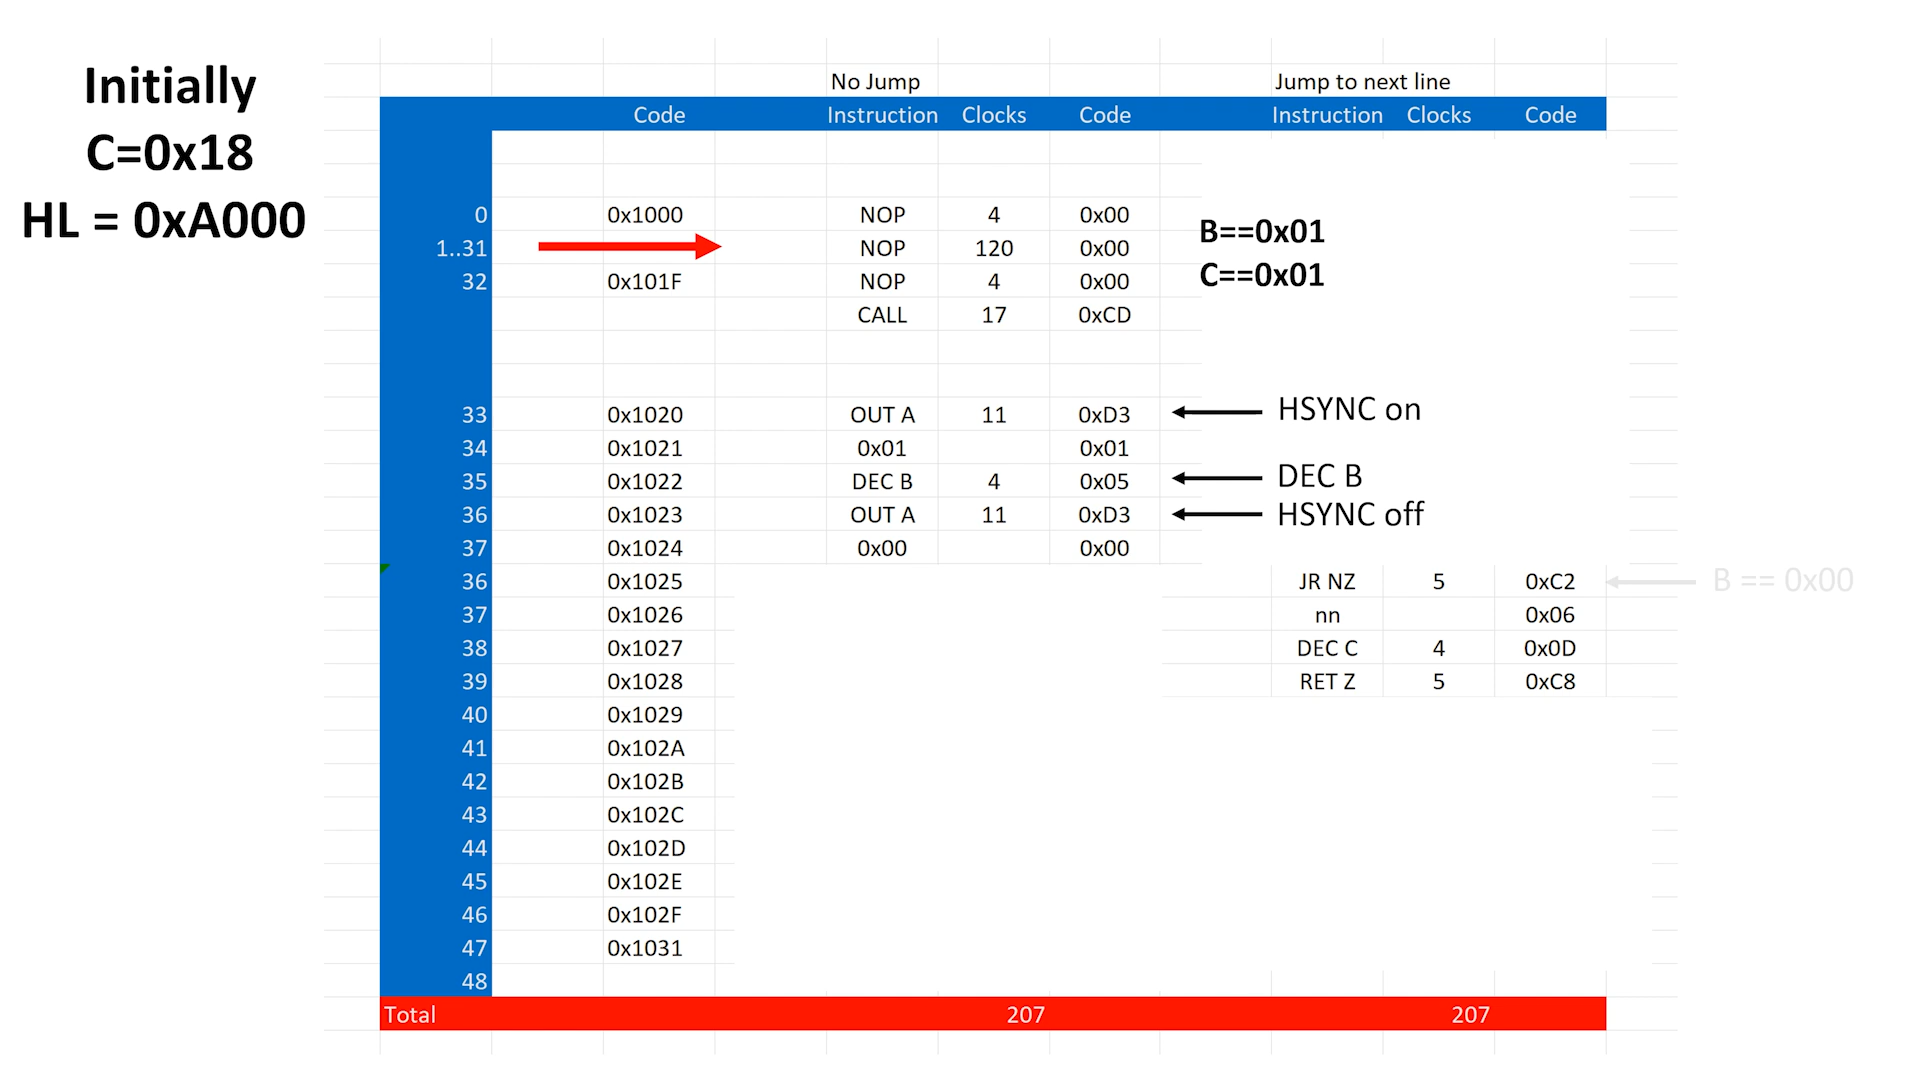 Initially
C=0x18
HL = 0xA000
No Jump Jump to next line
Code Instruction Clocks Code Instruction Clocks Code
0 0x1000 NOP 4 0x00
B==0x01
1..31 NOP 120 0x00
C==0x01
32 0x101F NOP 4 0x00
CALL 17 0xCD
33 0x1020 OUT A 11 0xD3 HSYNC on
34 0x1021 0x01 0x01
35 0x1022 DEC B 4 0x05 DEC B
36 0x1023 OUT A 11 0xD3 HSYNC off
37 0x1024 0x00 0x00
36 0x1025 JR NZ 5 0xC2 B == 0x00
37 0x1026 nn 0x06
38 0x1027 DEC C 4 0x0D
39 0x1028 RET Z 5 0xC8
40 0x1029
41 0x102A
42 0x102B
43 0x102C
44 0x102D
45 0x102E
46 0x102F
47 0x1031
48
Total 207 207